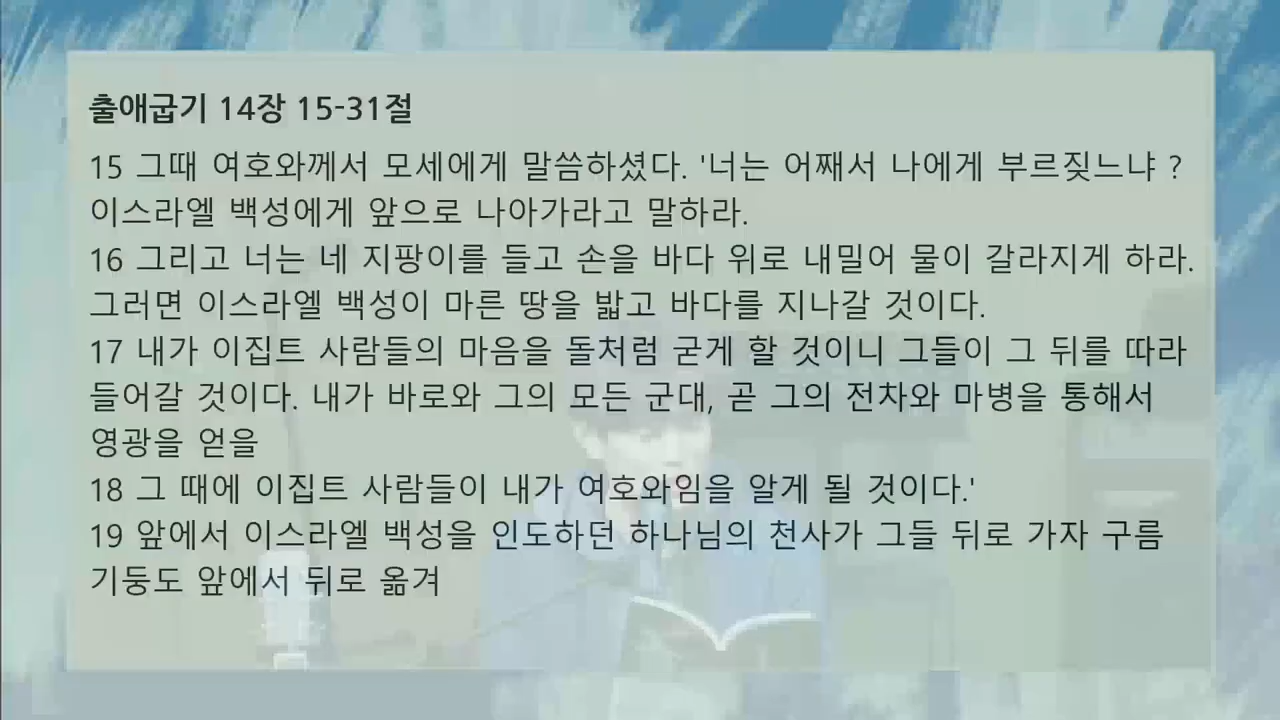 출애굽기 14장 15-31절
15 그때 여호와께서 모세에게 말씀하셨다. '너는 어째서 나에게 부르짖느냐 ?
이스라엘 백성에게 앞으로 나아가라고 말하라.
16 그리고 너는 네 지팡이를 들고 손을 바다 위로 내밀어 물이 갈라지게 하라.
그러면 이스라엘 백성이 마른 땅을 밟고 바다를 지나갈 것이다.
17 내가 이집트 사람들의 마음을 돌처럼 굳게 할 것이니 그들이 그 뒤를 따라
들어갈 것이다. 내가 바로와 그의 모든 군대, 곧 그의 전차와 마병을 통해서
영광을 얻을
18 그 때에 이집트 사람들이 내가 여호와임을 알게 될 것이다.'
19 앞에서 이스라엘 백성을 인도하던 하나님의 천사가 그들 뒤로 가자 구름
기둥도 앞에서 뒤로 옮겨